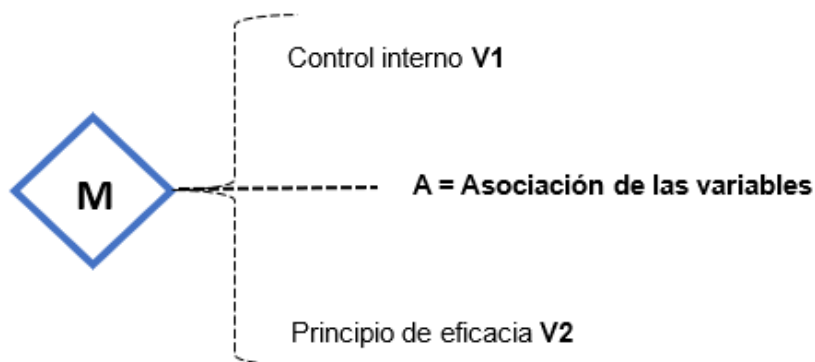 Control interno V1
M
A = Asociación de las variables
Principio de eficacia V2